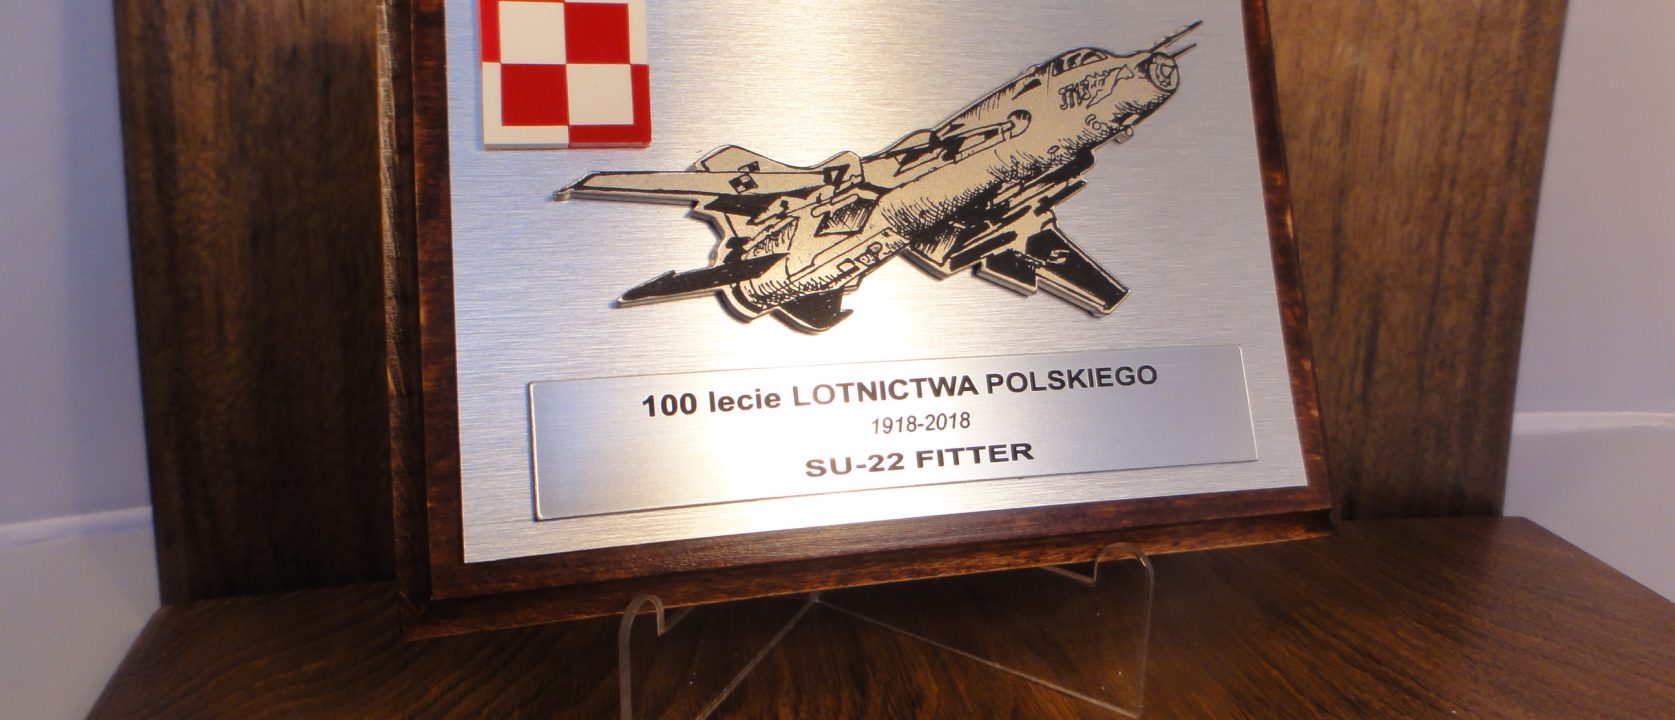 100 lecie LOTNICTWA POLSKIEGO
1918-2018
SU-22 FITTER